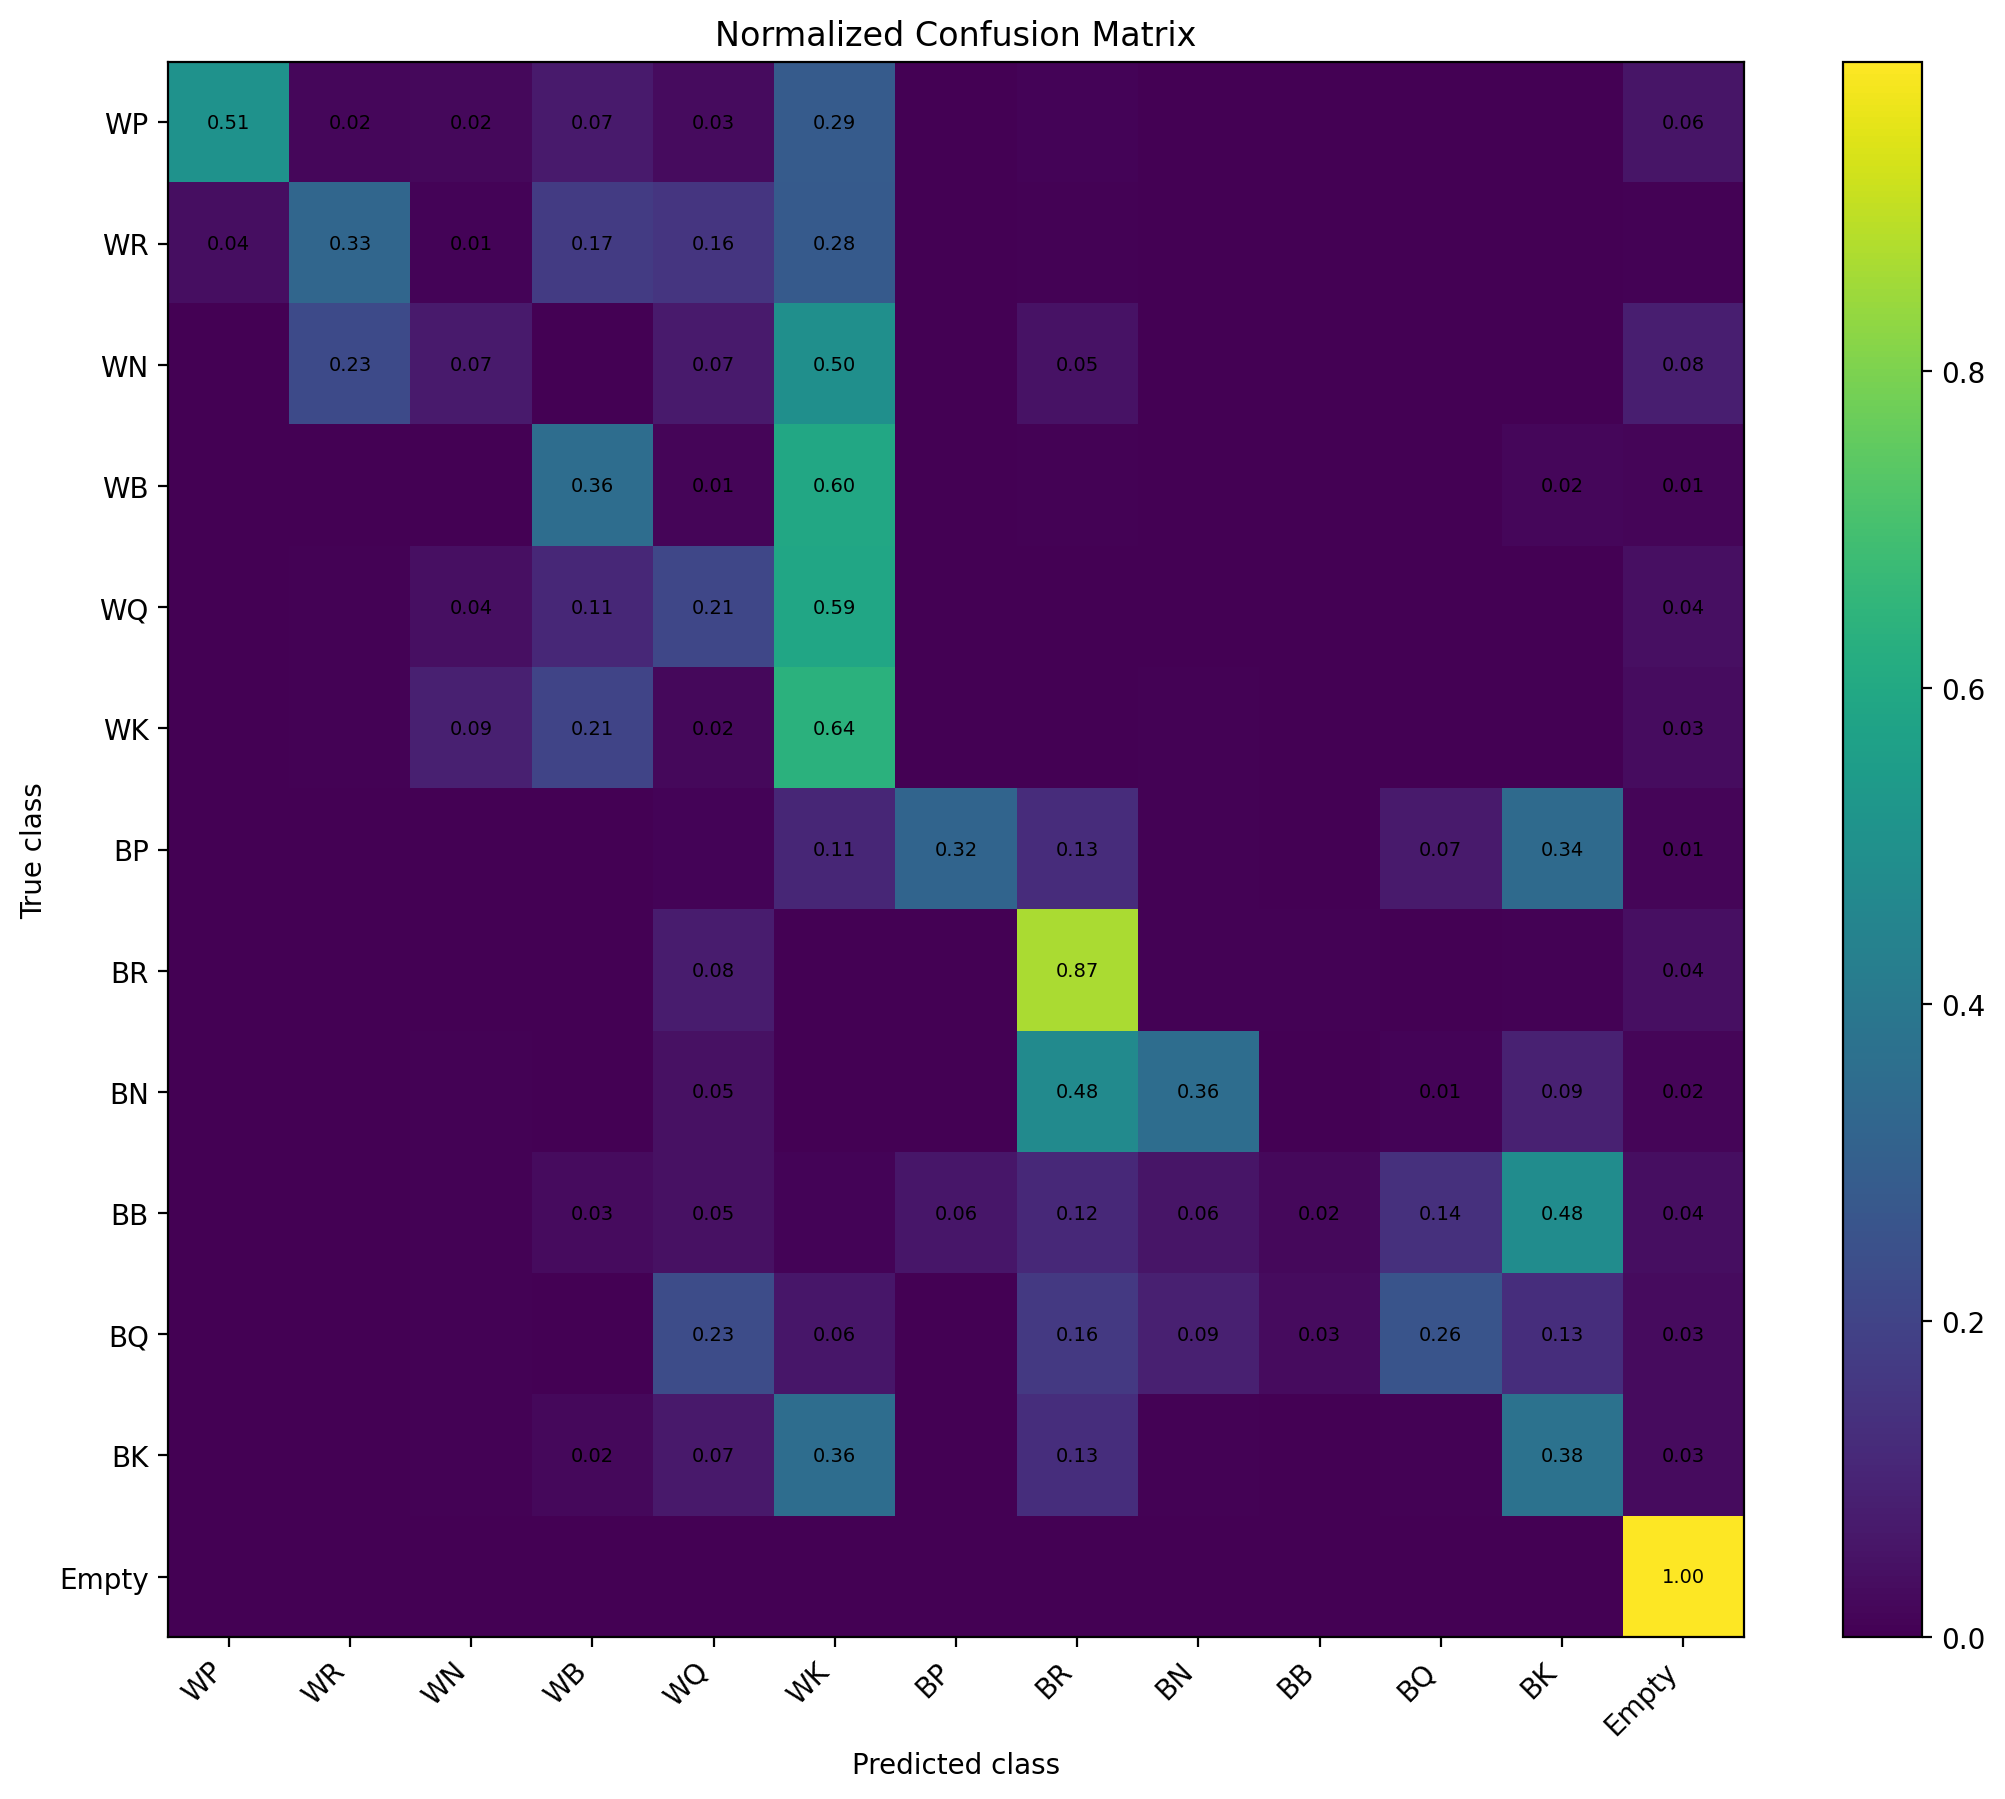 Normalized Confusion Matrix
WP 0.51 0.02 0.02 0.07 0.03 0.29 0.06
WR 0.04 0.33 0.01 0.17 0.16 0.28
WN 0.23 0.07 0.07 0.50 0.05 0.08
WB 0.36 0.01 0.60 0.02 0.01
WQ 0.04 0.11 0.21 0.59 0.04
WK 0.09 0.21 0.02 0.64 0.03
BP 0.11 0.32 0.13 0.07 0.34 0.01
BR 0.08 0.87 0.04
BN 0.05 0.48 0.36 0.01 0.09 0.02
BB 0.03 0.05 0.06 0.12 0.06 0.02 0.14 0.48 0.04
BQ 0.23 0.06 0.16 0.09 0.03 0.26 0.13 0.03
BK 0.02 0.07 0.36 0.13 0.38 0.03
Empty 1.00
True class
WP WR WN WB WQ WK BP BR BN BB BQ BK Empty
Predicted class
0.8
0.6
0.4
0.2
0.0